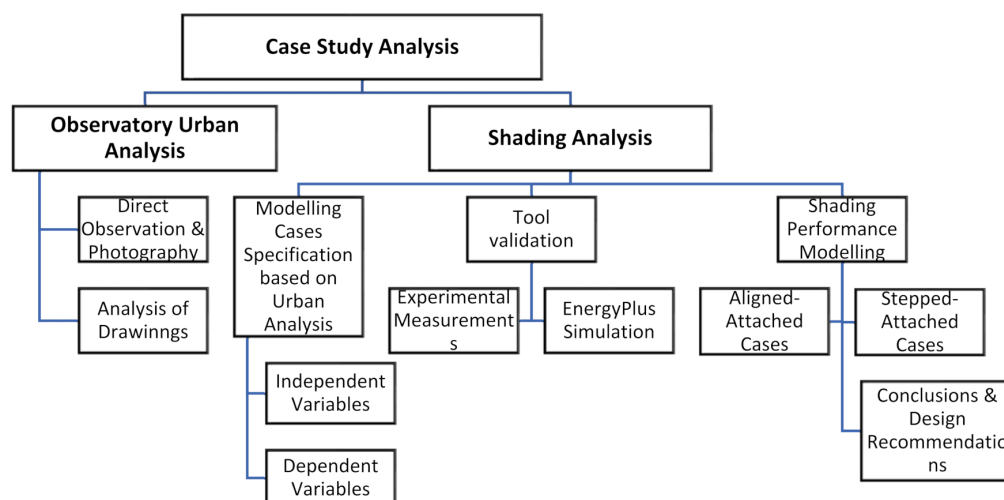 Case Study Analysis
Observatory Urban
Analysis
Shading Analysis
Direct
Observation &
Photography
Analysis of
Drawinngs
Modelling
Cases
Specification
based on
Urban
Analysis
Independent
Variables
Dependent
Variables
Tool
validation
Experimental
Measurement
s
EnergyPlus
Simulation
Shading
Performance
Modelling
Aligned-
Attached
Cases
Stepped-
Attached
Cases
Conclusions &
Design
Recommendatio
ns